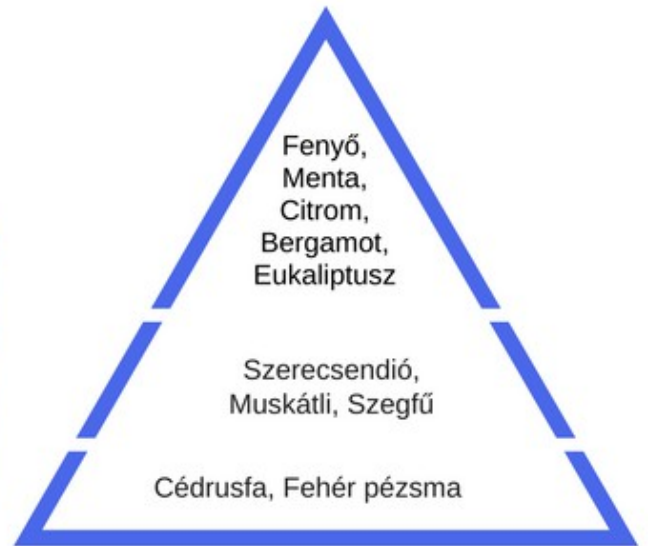 Fenyő,
Menta,
Citrom,
Bergamot,
Eukaliptusz
Szerecsendió,
Muskátli, Szegfű
Cédrusfa, Fehér pézsma